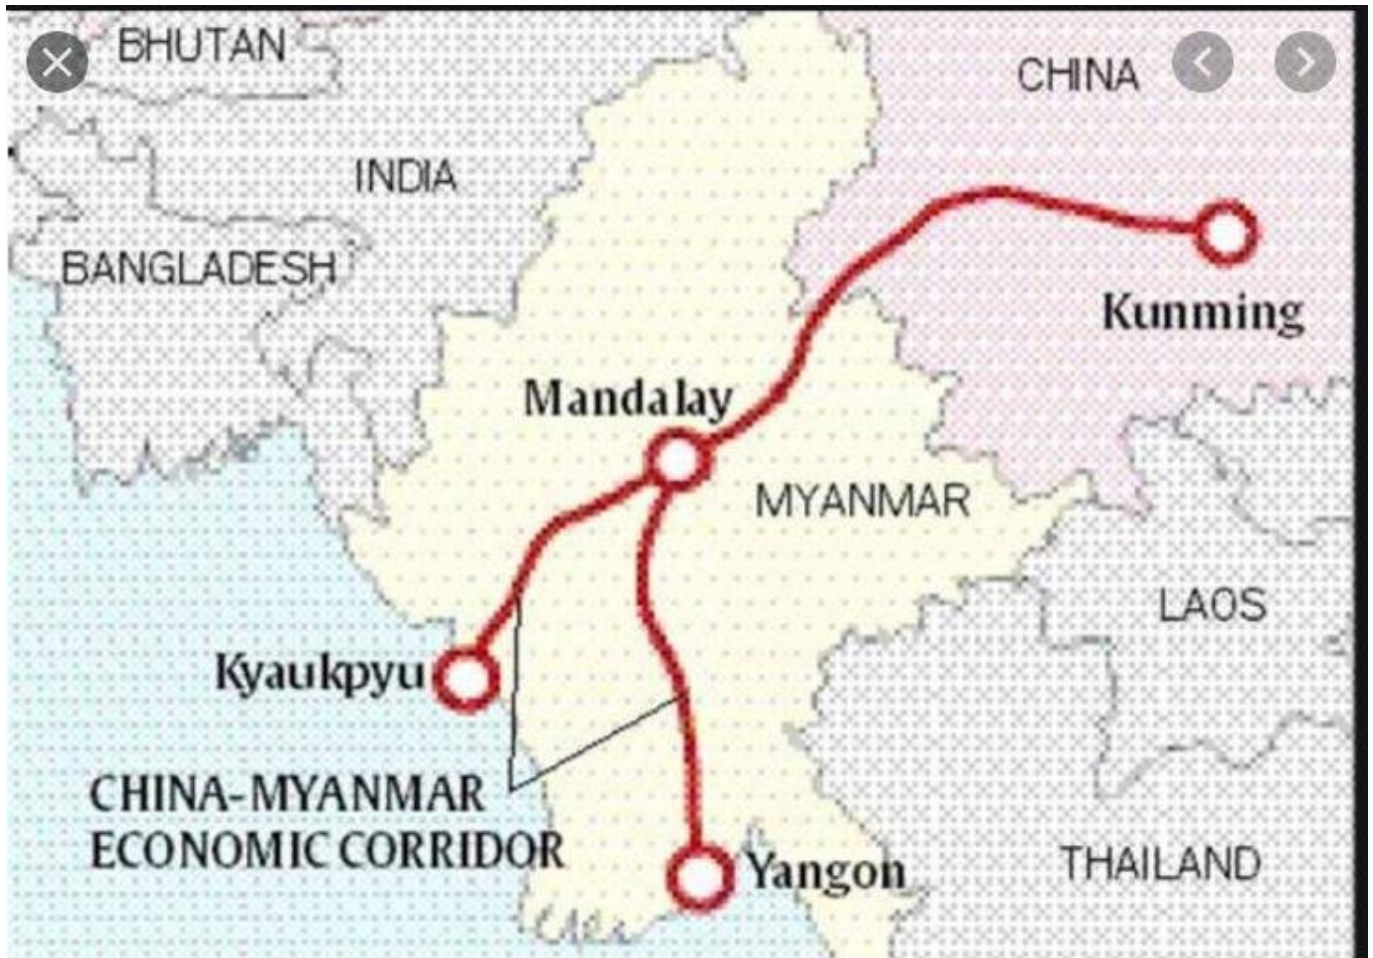 BHUTAN
CHINA
INDIA
BANGLADESH
Kunming
Mandalay
MYANMAR
LAOS
Kyaukpyu
CHINA-MYANMAR
ECONOMIC CORRIDOR
Yangon
THAILAND